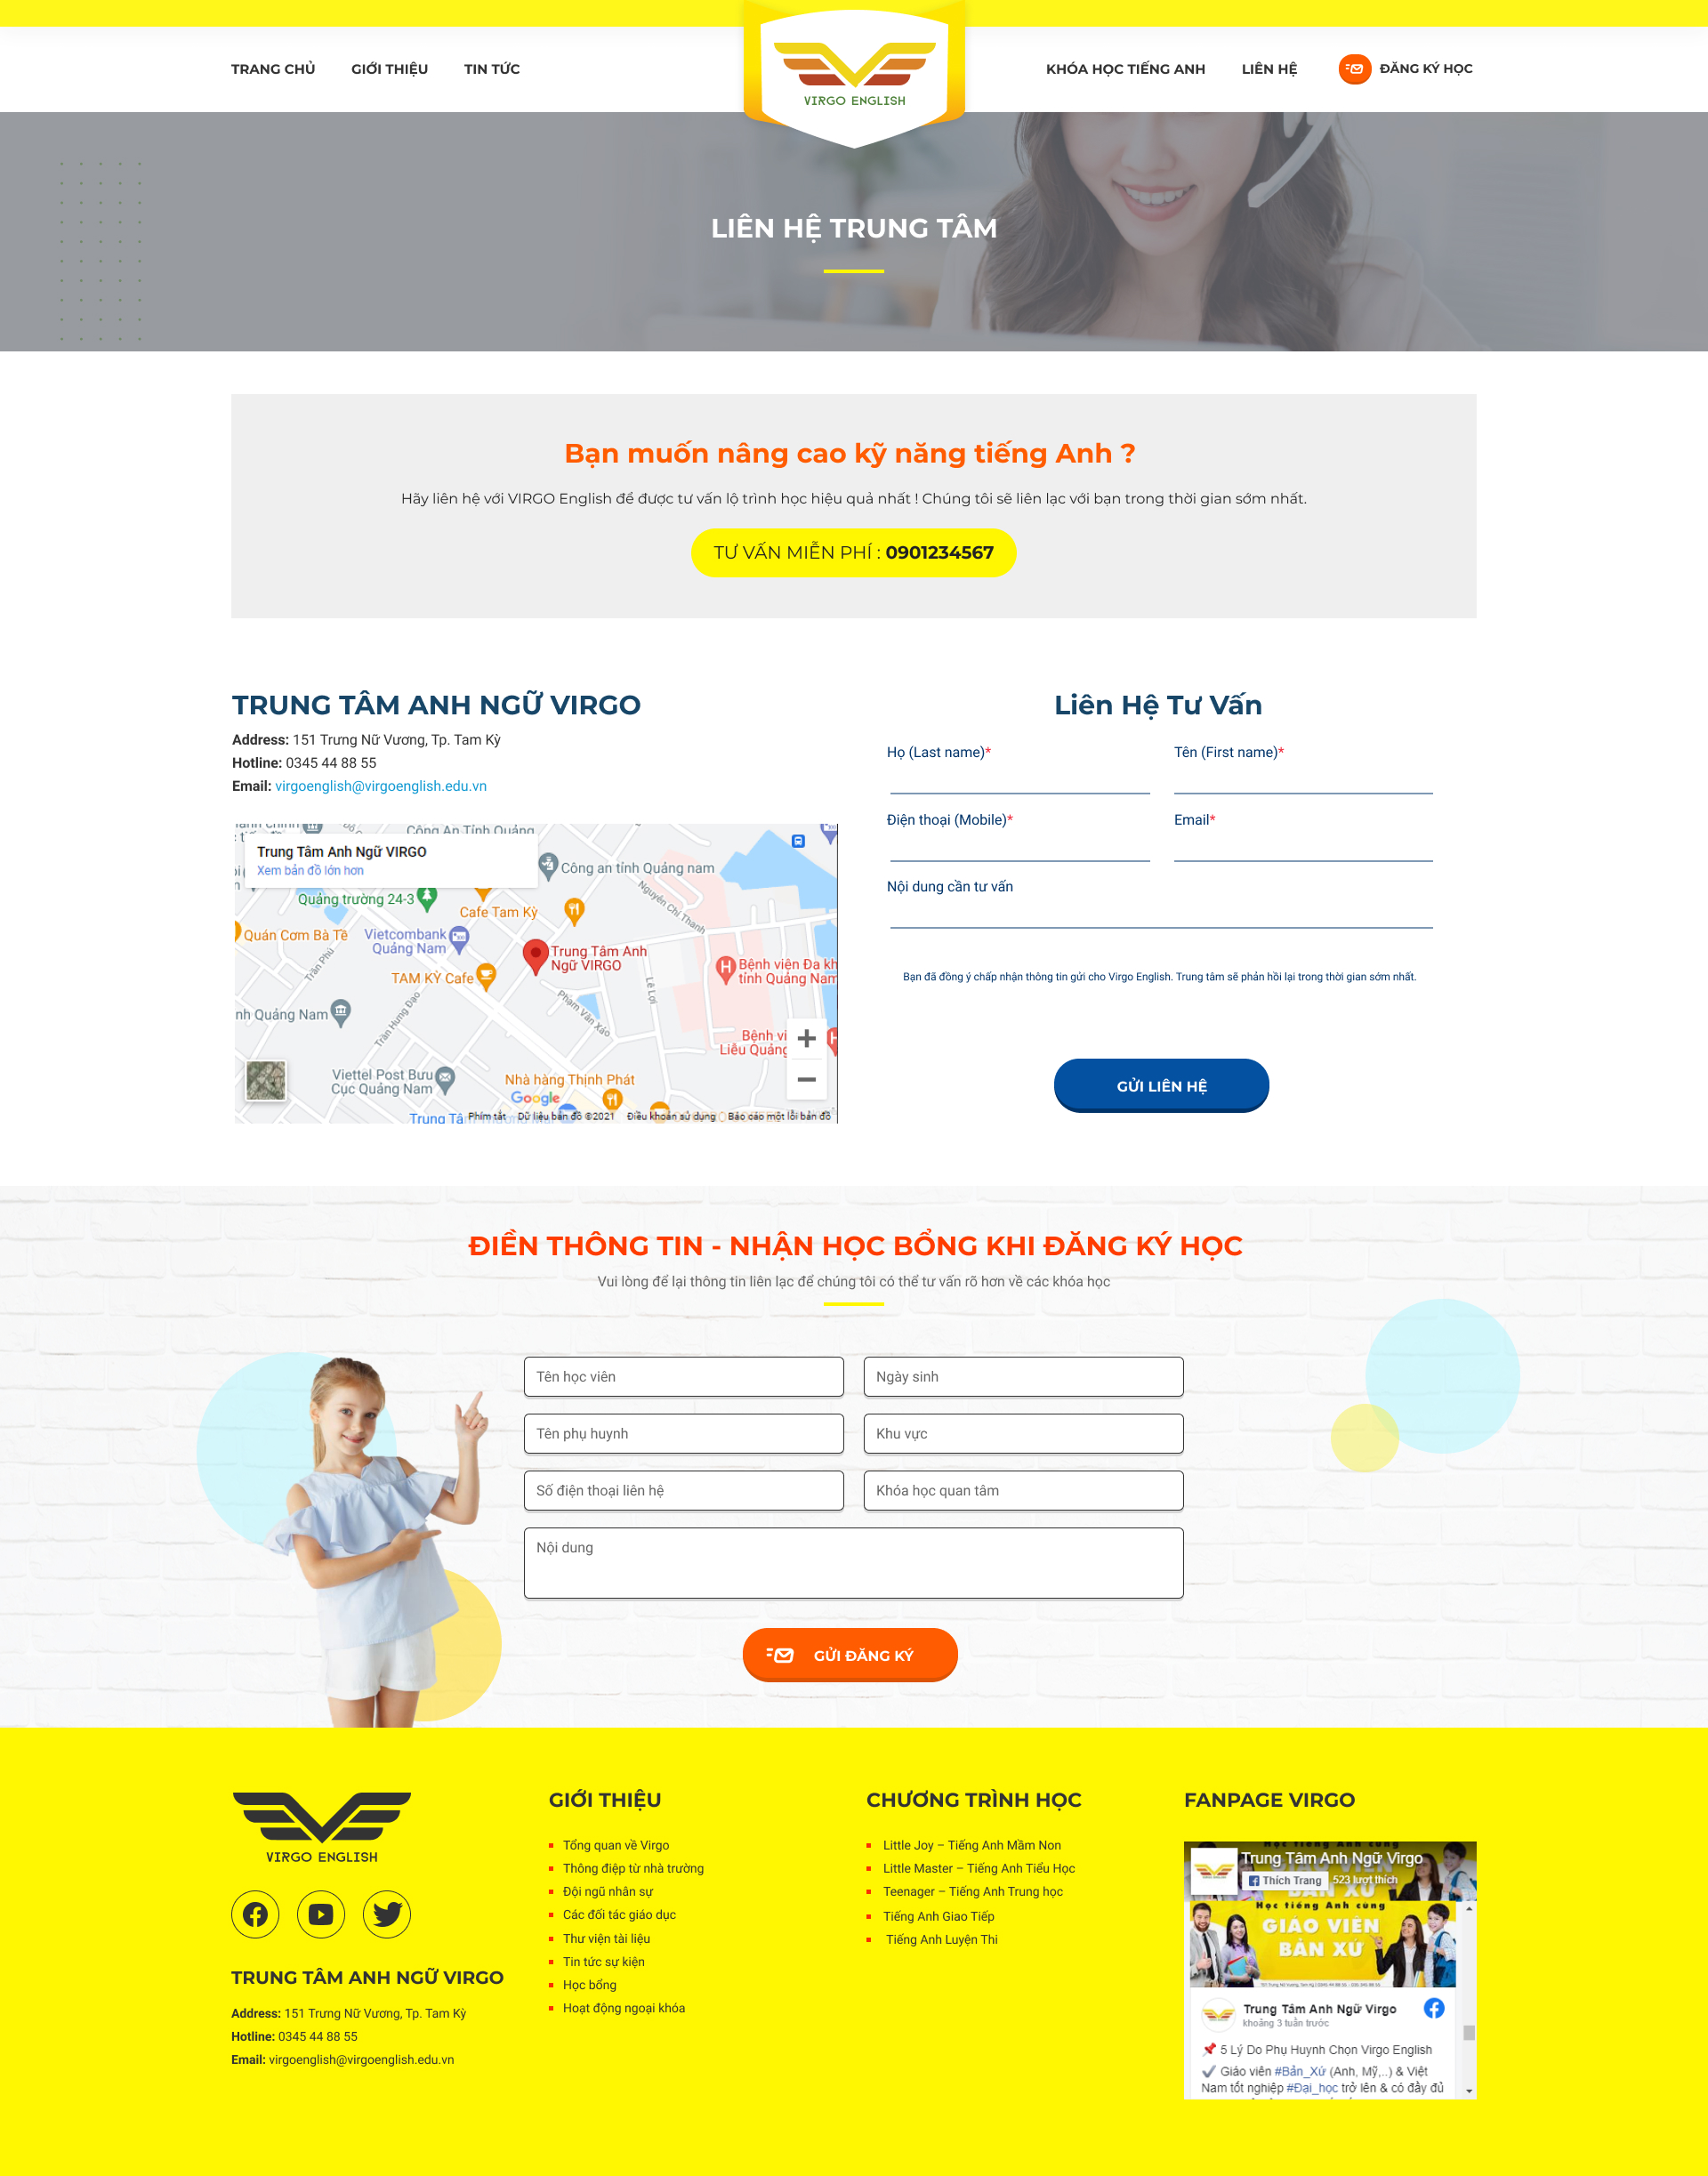 TRANG CHỦ GIỚI THIỆU TIN TỨC
VIRGO ENGLISH
KHÓA HỌC TIẾNG ANH LIÊN HỆ ĐĂNG KÝ HỌC
LIÊN HỆ TRUNG TÂM
Bạn muốn nâng cao kỹ năng tiếng Anh ?
Hãy liên hệ với VIRGO English để được tư vấn lộ trình học hiệu quả nhất ! Chúng tôi sẽ liên lạc với bạn trong thời gian sớm nhất.
TƯ VẤN MIỄN PHÍ : 0901234567
TRUNG TÂM ANH NGỮ VIRGO
Address: 151 Trưng Nữ Vương, Tp. Tam Kỳ
Hotline: 0345 44 88 55
Email: virgoenglish@virgoenglish.edu.vn
Công An Tỉnh Quảng
Trung Tâm Anh Ngữ VIRGO
Xem bản đồ lớn hơn
Công an tỉnh Quảng nam
Nguyễn Chí Thanh
Quảng trường 24-3
Cafe Tam Kỳ
Quán Cơm Bà Tề
Vietcombank
Quảng Nam
Trần Phú
Trung Tâm Anh
Ngữ VIRGO
TAM KỲ Cafe
Bệnh viện Đa kh
tỉnh Quảng Nam
Lê Lợi
nh Quảng Nam
Trần Hưng Đạo
Phạm Văn Xảo
Bệnh vi
Liễu Quảng
Viettel Post Bưu
Cục Quảng Nam
Nhà hàng Thịnh Phát
Google
Phím tắt Dữ liệu bản đồ ©2021 Điều khoản sử dụng Báo cáo một lỗi bản đồ
Liên Hệ Tư Vấn
Họ (Last name)* Tên (First name)*
Điện thoại (Mobile)* Email*
Nội dung cần tư vấn
Bạn đã đồng ý chấp nhận thông tin gửi cho Virgo English. Trung tâm sẽ phản hồi lại trong thời gian sớm nhất.
GỬI LIÊN HỆ
ĐIỀN THÔNG TIN - NHẬN HỌC BỔNG KHI ĐĂNG KÝ HỌC
Vui lòng để lại thông tin liên lạc để chúng tôi có thể tư vấn rõ hơn về các khóa học
Tên học viên Ngày sinh
Tên phụ huynh Khu vực
Số điện thoại liên hệ Khóa học quan tâm
Nội dung
GỬI ĐĂNG KÝ
VIRGO ENGLISH
TRUNG TÂM ANH NGỮ VIRGO
Address: 151 Trưng Nữ Vương, Tp. Tam Kỳ
Hotline: 0345 44 88 55
Email: virgoenglish@virgoenglish.edu.vn
GIỚI THIỆU
Tổng quan về Virgo
Thông điệp từ nhà trường
Đội ngũ nhân sự
Các đối tác giáo dục
Thư viện tài liệu
Tin tức sự kiện
Học bổng
Hoạt động ngoại khóa
CHƯƠNG TRÌNH HỌC
Little Joy – Tiếng Anh Mầm Non
Little Master – Tiếng Anh Tiểu Học
Teenager – Tiếng Anh Trung học
Tiếng Anh Giao Tiếp
Tiếng Anh Luyện Thi
FANPAGE VIRGO
Trung Tâm Anh Ngữ Virgo
Thích Trang 523 lượt thích
Học tiếng Anh cùng
GIÁO VIÊN
BẢN XỨ
Trung Tâm Anh Ngữ Virgo
khoảng 3 tuần trước
📌 5 Lý Do Phụ Huynh Chọn Virgo English
✔ Giáo viên #Bản_Xứ (Anh, Mỹ,..) & Việt
Nam tốt nghiệp #Đại_học trở lên & có đầy đủ